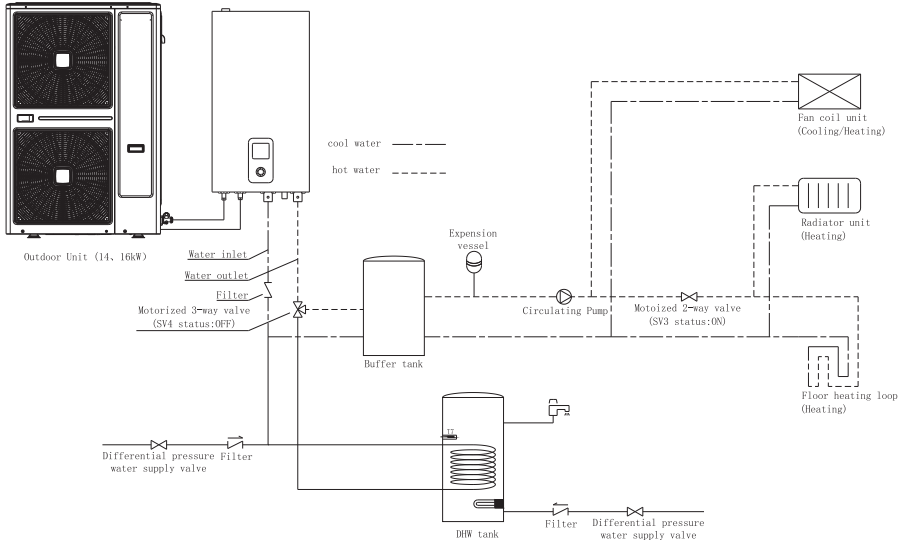 cool water
hot water
Fan coil unit
(Cooling/Heating)
Radiator unit
(Heating)
Outdoor Unit (14、16kW)
Water inlet
Water outlet
Filter
Motorized 3-way valve
(SV4 status:OFF)
Expension
vessel
Circulating Pump
Motoized 2-way valve
(SV3 status:ON)
Buffer tank
Floor heating loop
(Heating)
TT
Differential pressure
water supply valve
Filter
DHW tank
Filter
Differential pressure
water supply valve